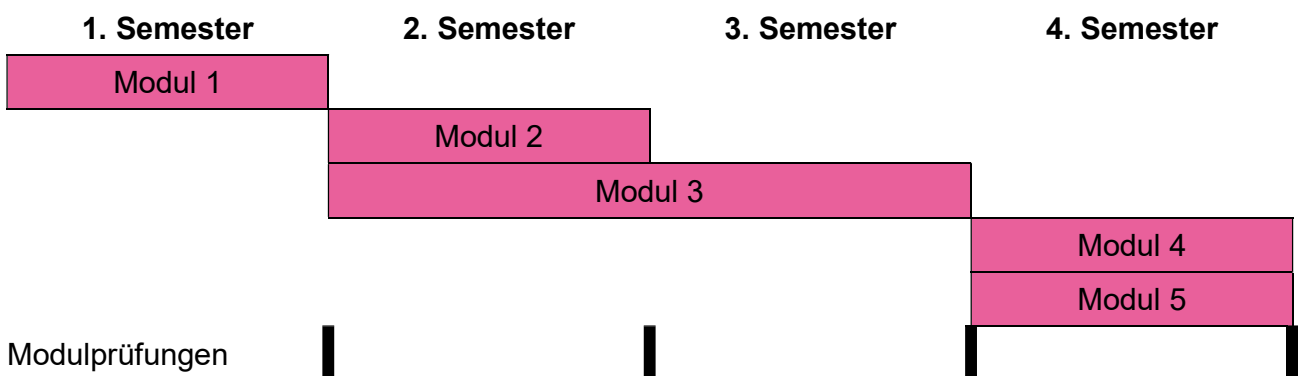 1. Semester 2. Semester 3. Semester 4. Semester
Modul 1
Modul 2
Modul 3
Modul 4
Modul 5
Modulprüfungen